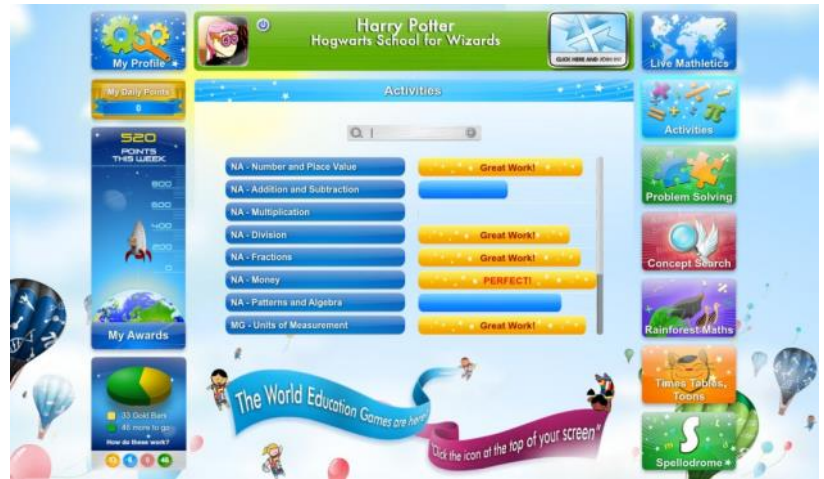 My Profile
Harry Potter
Hogwarts School for Wizards
CLICK HERE AND JOIN IN!
Live Mathletics
My Daily Points
0
520
POINTS
THIS WEEK
800
600
400
200
0
My Awards
33 Gold Bars
46 more to go
How do these work?
Activities
NA - Number and Place Value
Great Work!
NA - Addition and Subtraction
NA - Multiplication
NA - Division
Great Work!
NA - Fractions
Great Work!
NA - Money
PERFECT!
NA - Patterns and Algebra
MG - Units of Measurement
Great Work!
The World Education Games are here!
"Click the icon at the top of your screen"
Activities
Problem Solving
Concept Search
Rainforest Maths
Times Tables,
Toons
Spellodrome